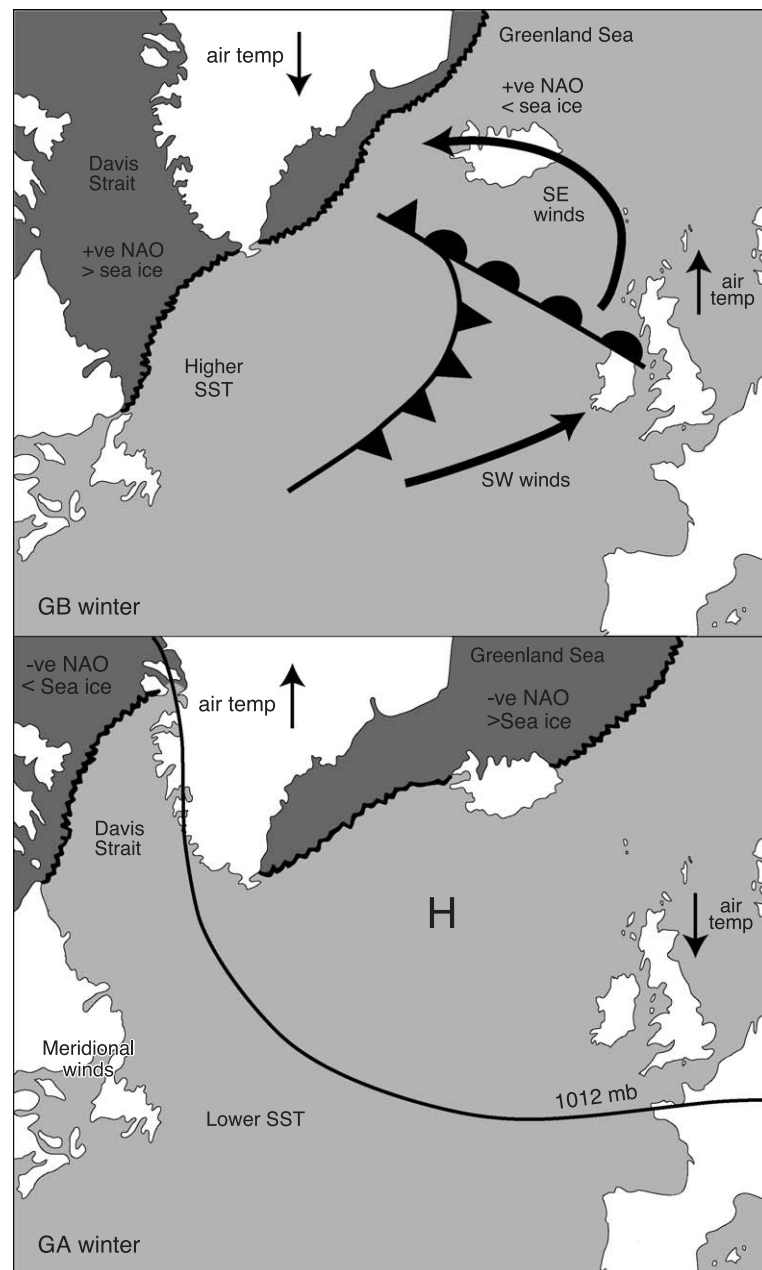 Greenland Sea
air temp
+ve NAO
< sea ice
Davis
Strait
SE
winds
+ve NAO
> sea ice
air
temp
Higher
SST
SW winds
GB winter
-ve NAO
< Sea ice
Greenland Sea
air temp
-ve NAO
>Sea ice
Davis
Strait
H
air
temp
Meridional
winds
1012 mb
Lower SST
GA winter